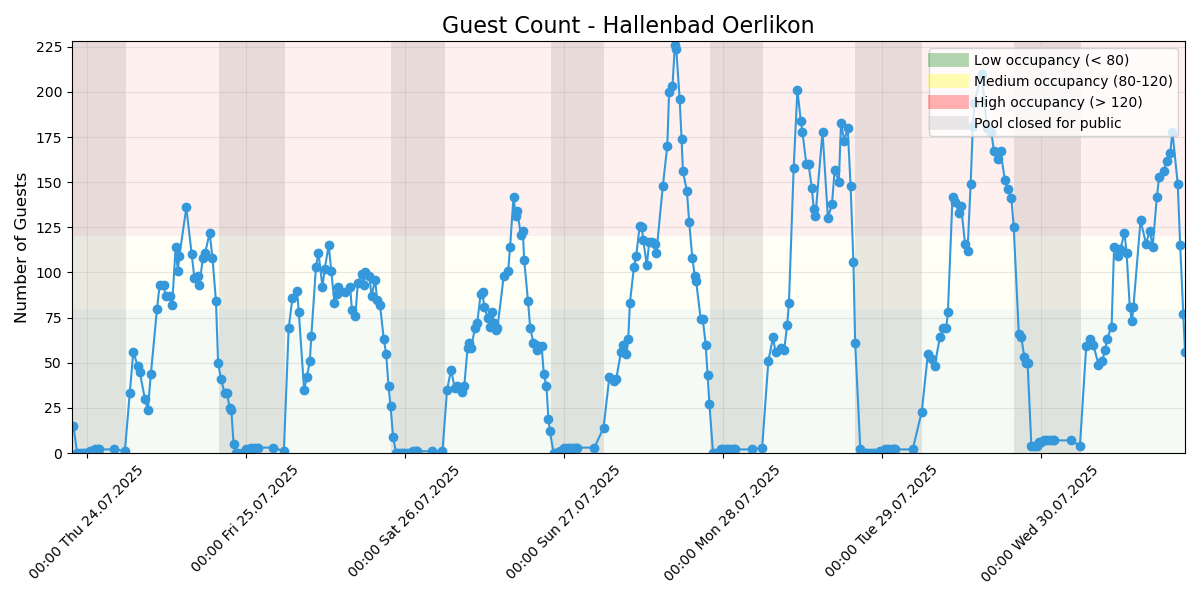 Guest Count - Hallenbad Oerlikon
Number of Guests
225
200
175
150
125
100
75
50
25
0
Low occupancy (< 80)
Medium occupancy (80-120)
High occupancy (> 120)
Pool closed for public
00:00 Thu 24.07.2025
00:00 Fri 25.07.2025
00:00 Sat 26.07.2025
00:00 Sun 27.07.2025
00:00 Mon 28.07.2025
00:00 Tue 29.07.2025
00:00 Wed 30.07.2025